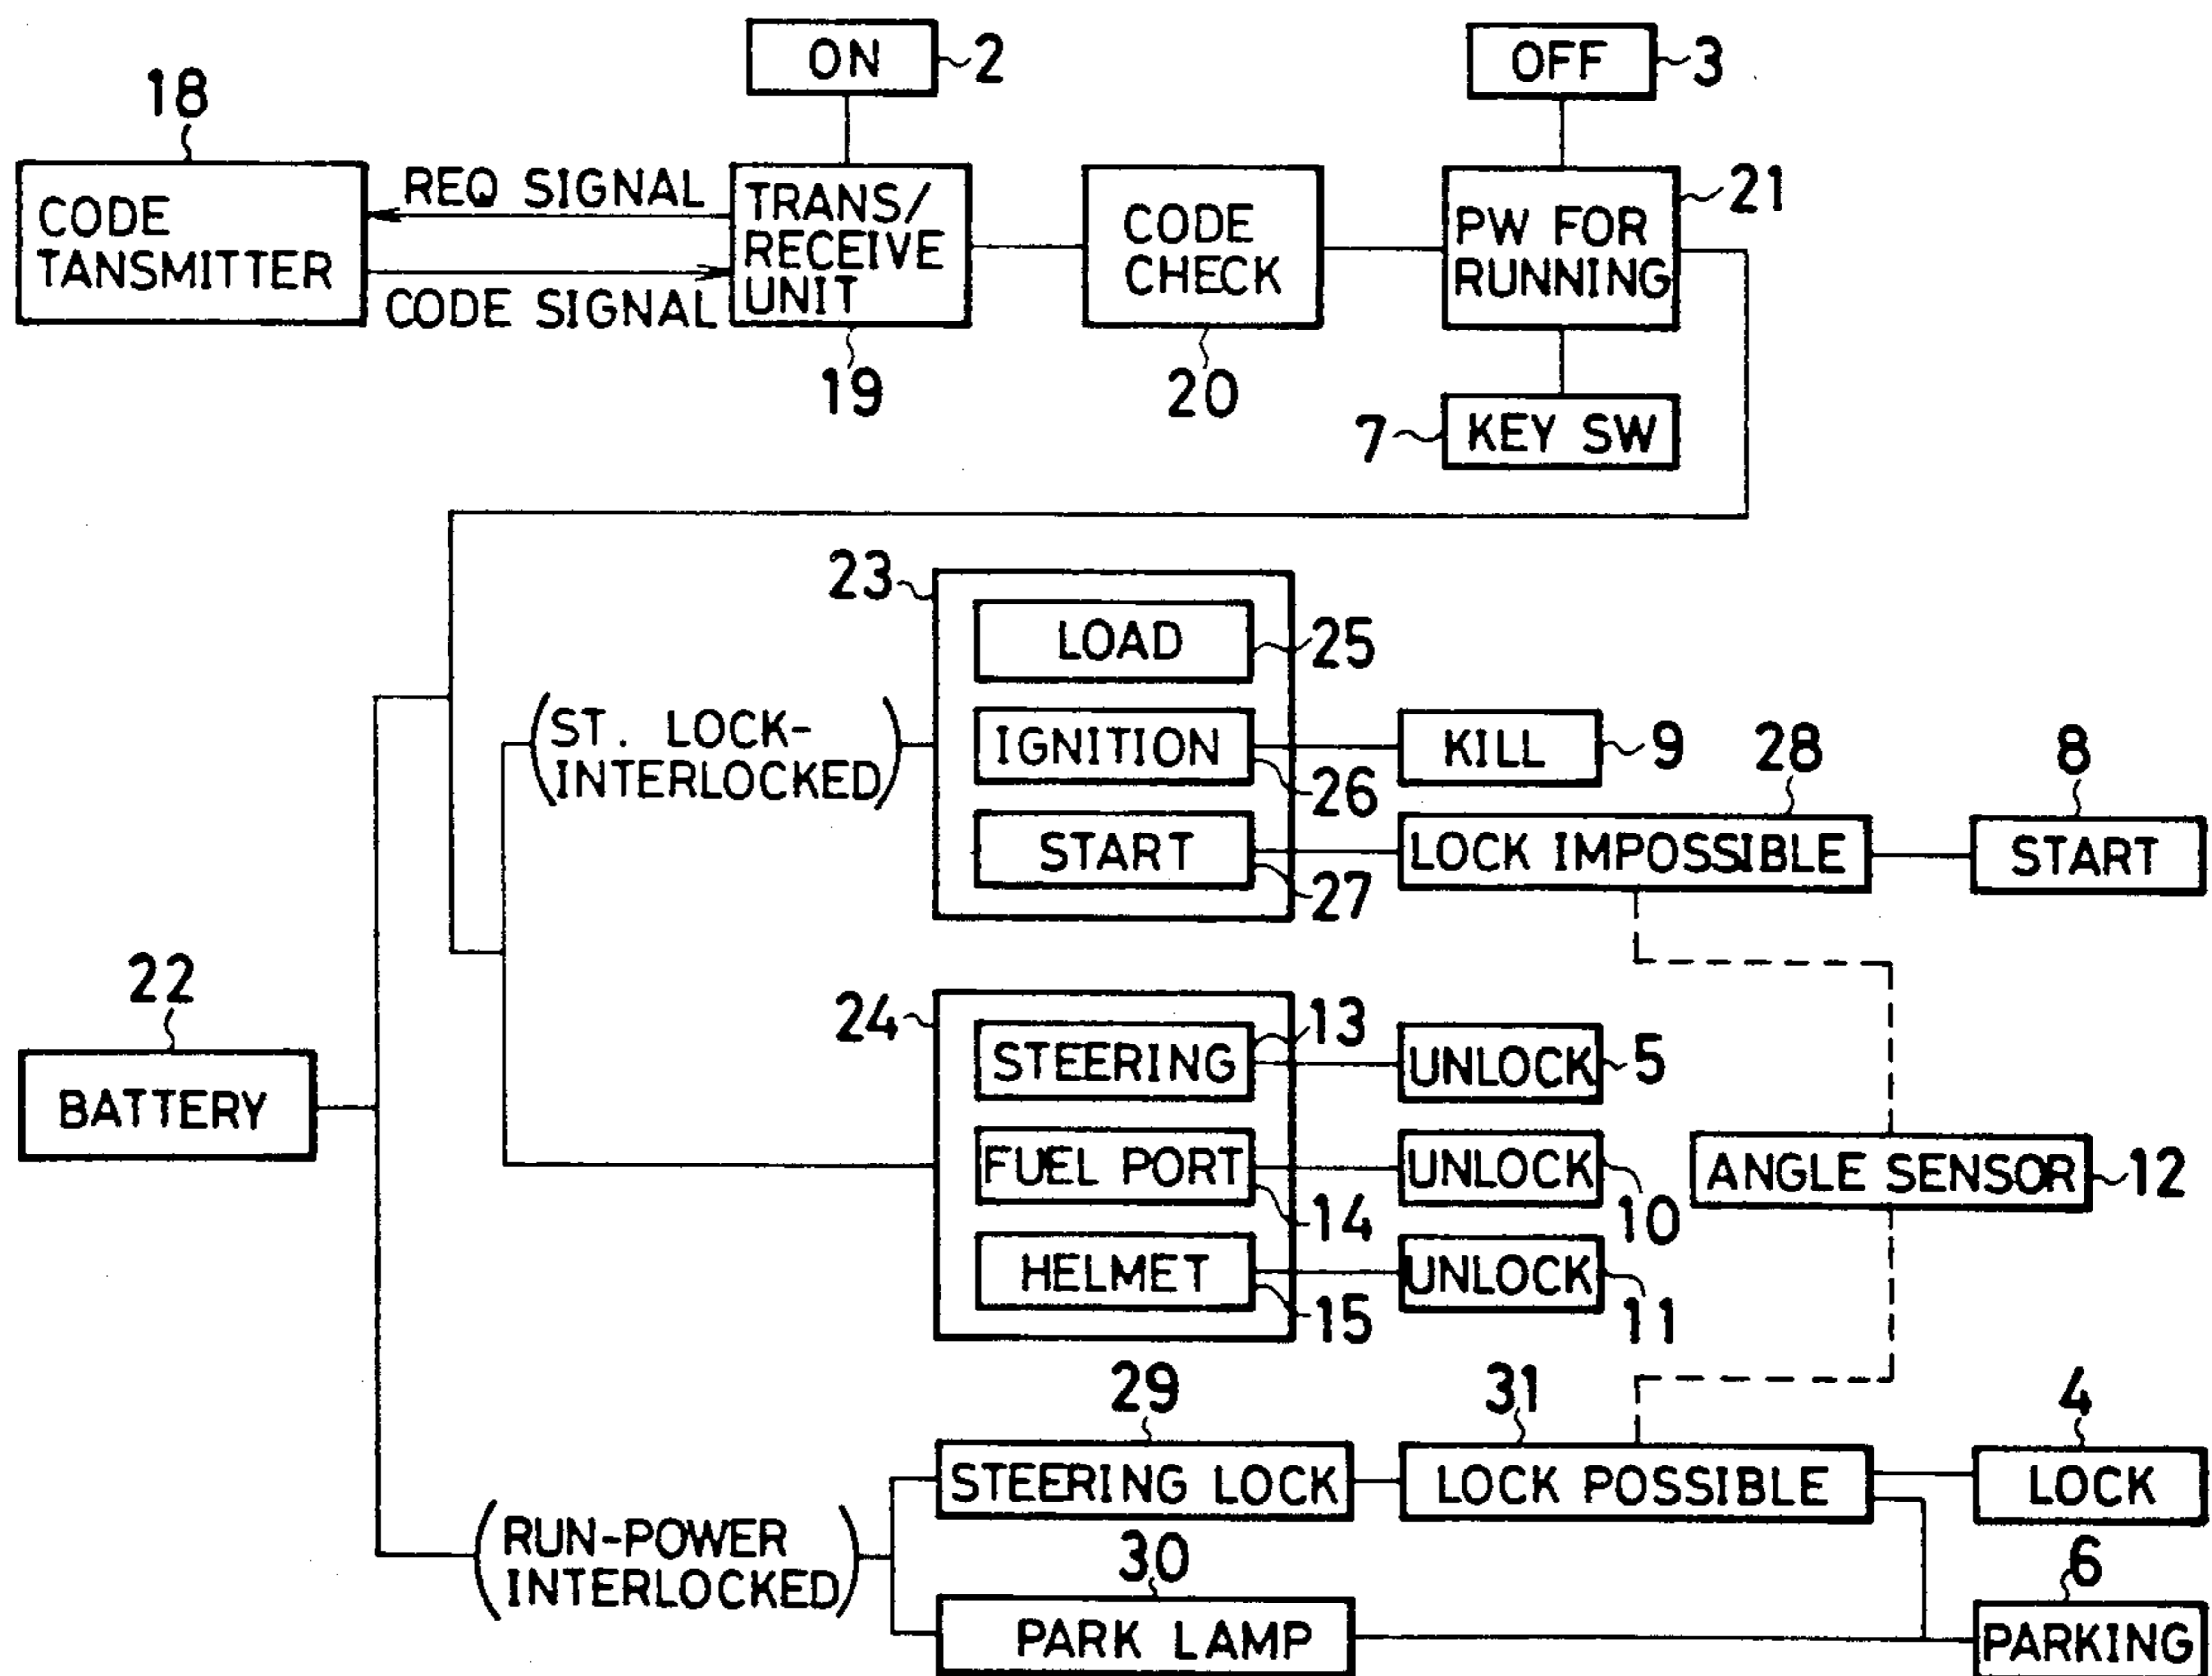 ON
2
OFF
3
18
CODE
TANSMITTER
REQ SIGNAL
CODE SIGNAL
TRANS/
RECEIVE
UNIT
19
CODE
CHECK
20
PW FOR
RUNNING
21
7
KEY SW
23
LOAD
25
(ST. LOCK-
INTERLOCKED)
IGNITION
26
KILL
9
28
8
START
27
LOCK IMPOSSIBLE
START
22
BATTERY
24
STEERING
13
UNLOCK
5
FUEL PORT
14
UNLOCK
10
ANGLE SENSOR
12
HELMET
15
UNLOCK
11
29
31
4
STEERING LOCK
LOCK POSSIBLE
LOCK
(RUN-POWER
INTERLOCKED)
30
6
PARK LAMP
PARKING